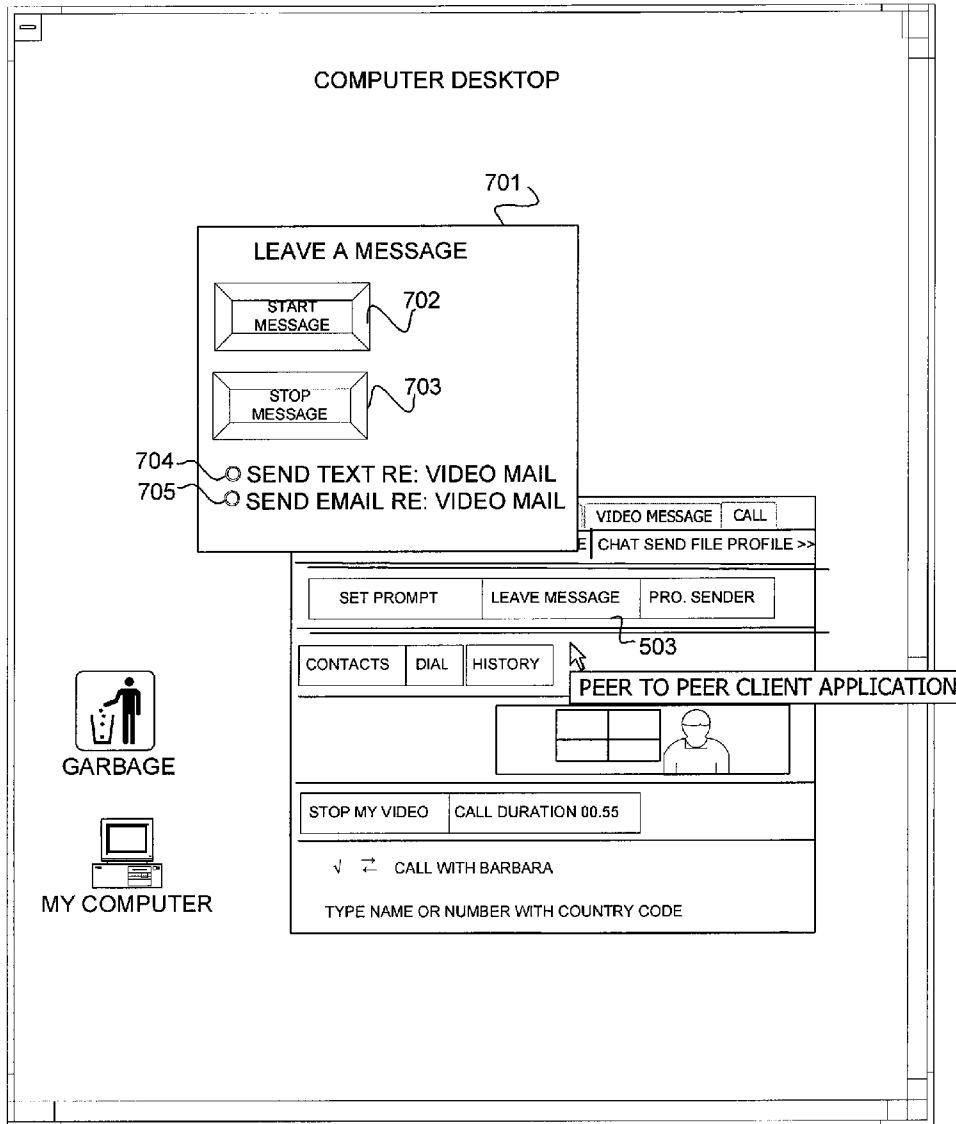 COMPUTER DESKTOP
701
LEAVE A MESSAGE
START
MESSAGE
702
STOP
MESSAGE
703
704
SEND TEXT RE: VIDEO MAIL
705
SEND EMAIL RE: VIDEO MAIL
VIDEO MESSAGE CALL
E CHAT SEND FILE PROFILE >>
SET PROMPT LEAVE MESSAGE PRO. SENDER
503
CONTACTS DIAL HISTORY
PEER TO PEER CLIENT APPLICATION
GARBAGE
STOP MY VIDEO CALL DURATION 00.55
√ ⇄ CALL WITH BARBARA
MY COMPUTER
TYPE NAME OR NUMBER WITH COUNTRY CODE